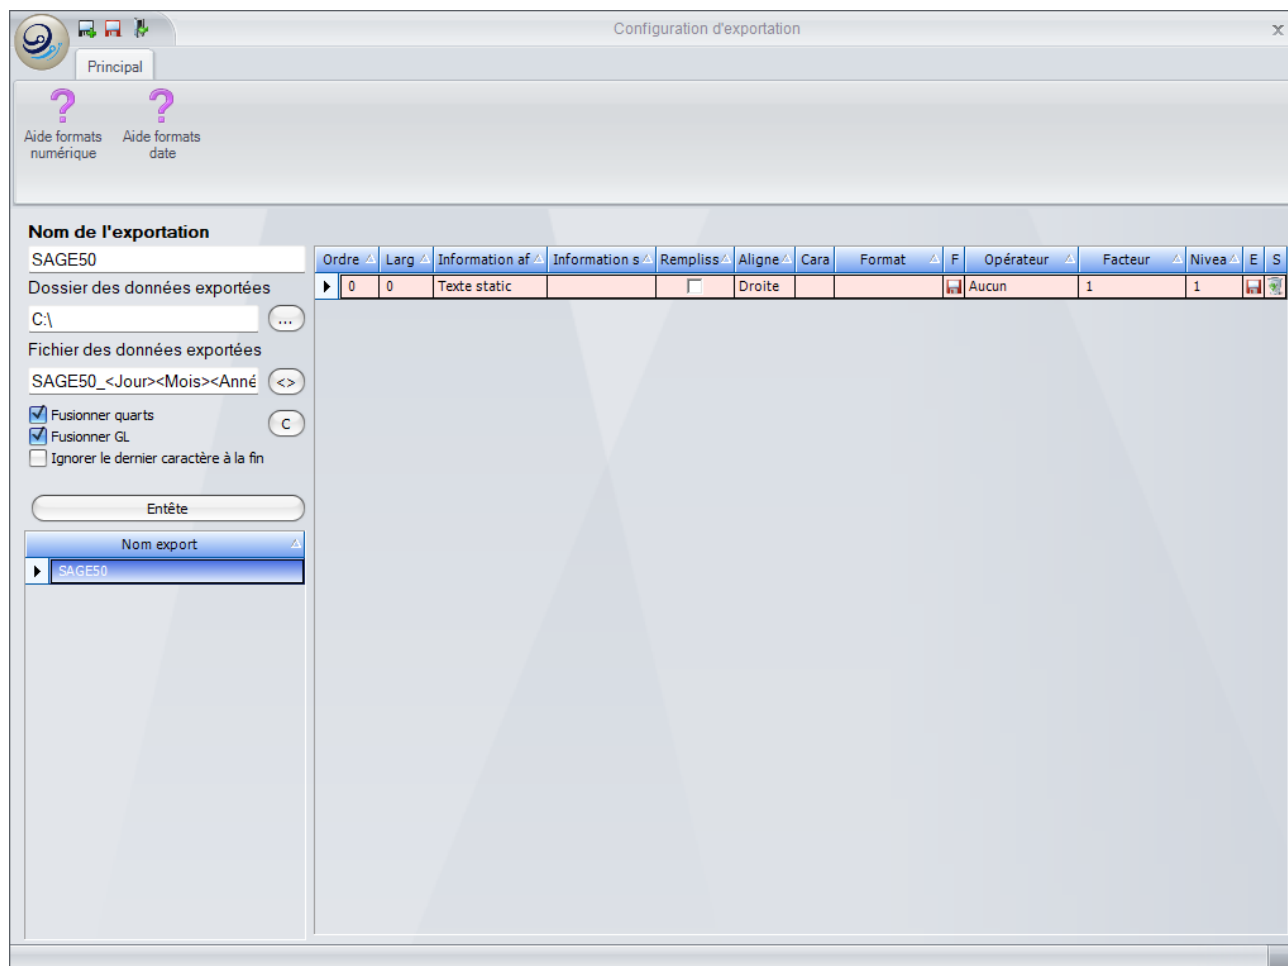 Configuration d'exportation
x
Principal
Aide formats
numérique
Aide formats
date
Nom de l'exportation
SAGE50
Dossier des données exportées
C:\
...
Fichier des données exportées
SAGE50_<Jour><Mois><Anné
<>
Fusionner quarts
C
Fusionner GL
Ignorer le dernier caractère à la fin
Entête
Nom export
SAGE50
Ordre Larg Information af Information s Rempliss Aligne Cara Format F Opérateur Facteur Nivea E S
0 0 Texte static Droite Aucun 1 1